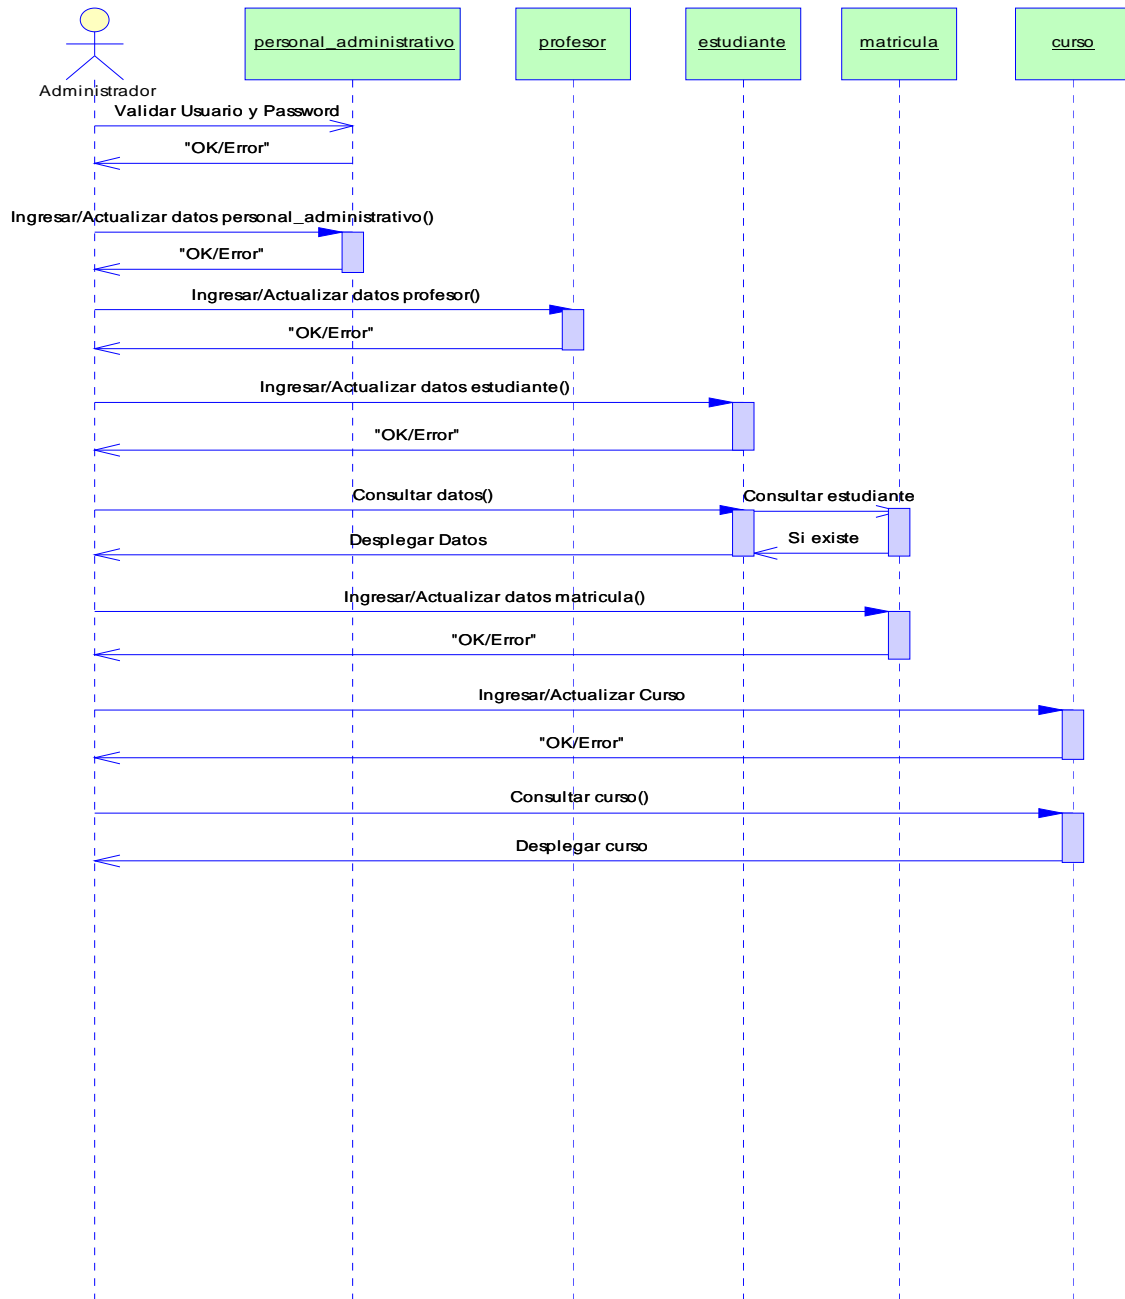 personal_administrativo
profesor
estudiante
matricula
curso
Administrador
Validar Usuario y Password
"OK/Error"
Ingresar/Actualizar datos personal_administrativo()
"OK/Error"
Ingresar/Actualizar datos profesor()
"OK/Error"
Ingresar/Actualizar datos estudiante()
"OK/Error"
Consultar datos()
Consultar estudiante
Si existe
Desplegar Datos
Ingresar/Actualizar datos matricula()
"OK/Error"
Ingresar/Actualizar Curso
"OK/Error"
Consultar curso()
Desplegar curso